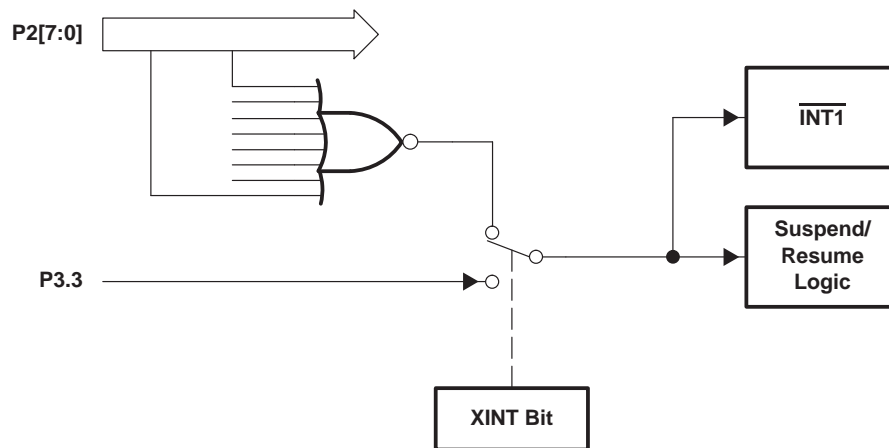 P2[7:0]
INT1
Suspend/
Resume
Logic
P3.3
XINT Bit